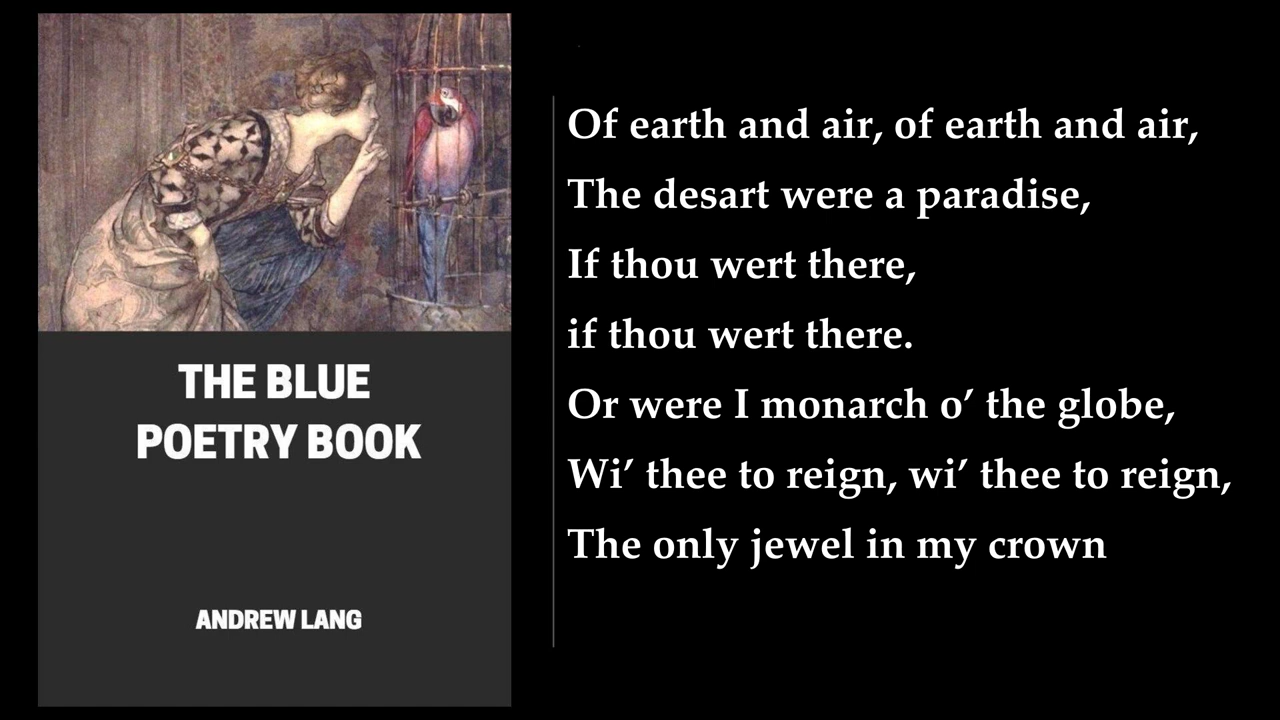 THE BLUE
POETRY BOOK
ANDREW LANG
Of earth and air, of earth and air,
The desart were a paradise,
If thou wert there,
if thou wert there.
Or were I monarch o’ the globe,
Wi’ thee to reign, wi’ thee to reign,
The only jewel in my crown